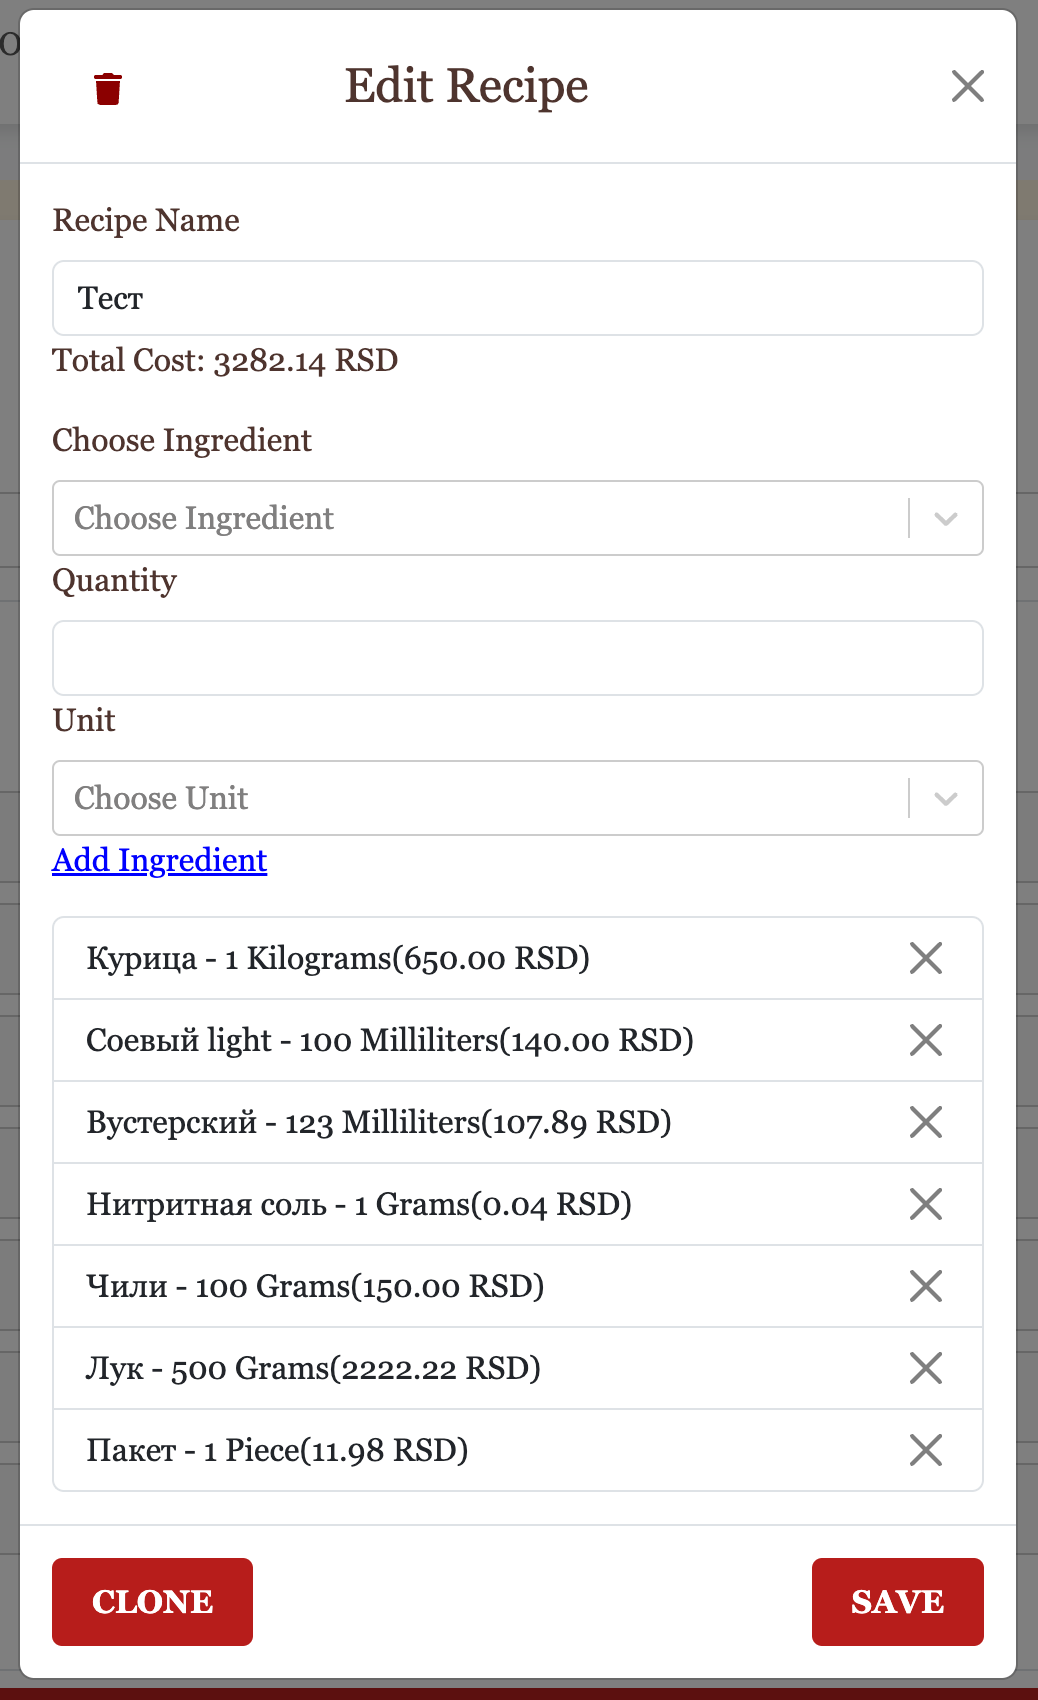 Edit Recipe
Recipe Name
Тест
Total Cost: 3282.14 RSD
Choose Ingredient
Choose Ingredient
Quantity
Unit
Choose Unit
Add Ingredient
Курица - 1 Kilograms(650.00 RSD)
Соевый light - 100 Milliliters(140.00 RSD)
Вустерский - 123 Milliliters(107.89 RSD)
Нитритная соль - 1 Grams(0.04 RSD)
Чили - 100 Grams(150.00 RSD)
Лук - 500 Grams(2222.22 RSD)
Пакет - 1 Piece(11.98 RSD)
CLONE
SAVE